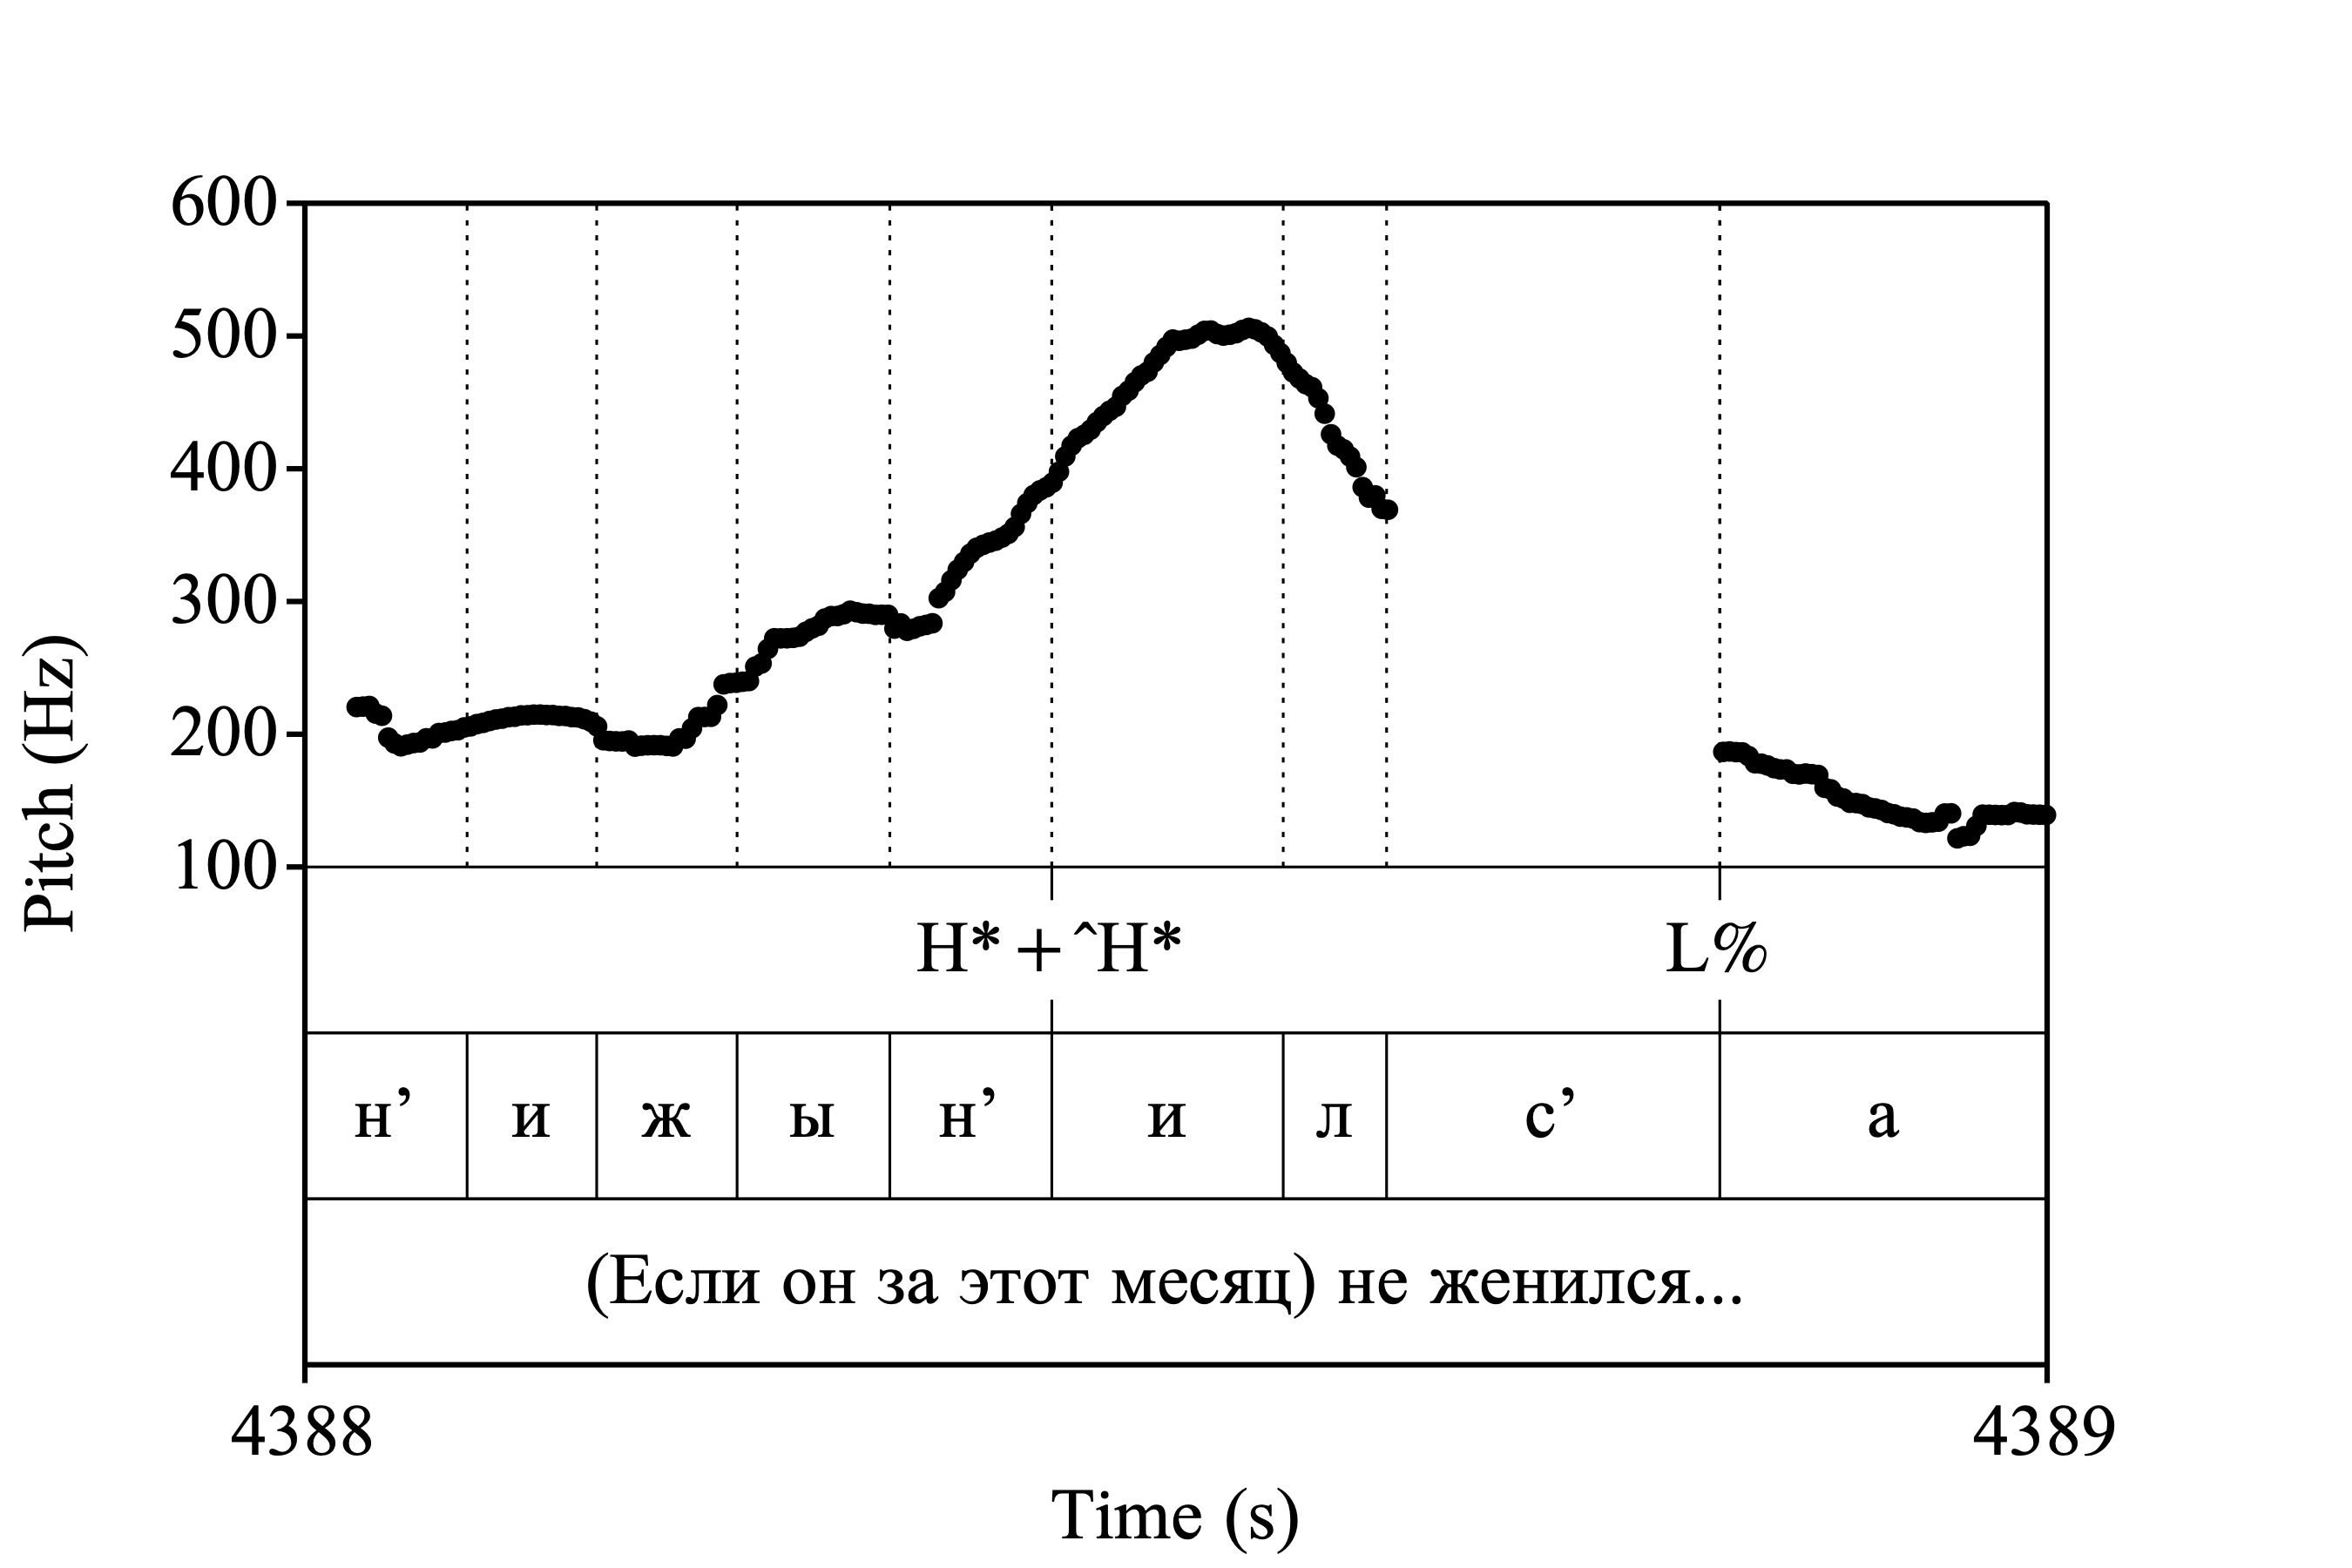 600
500
400
300
200
100
Pitch (Hz)
H* + ˆH* L%
н’ и ж ы н’ и л с’ а
(Если он за этот месяц) не женился...
4388 4389
Time (s)